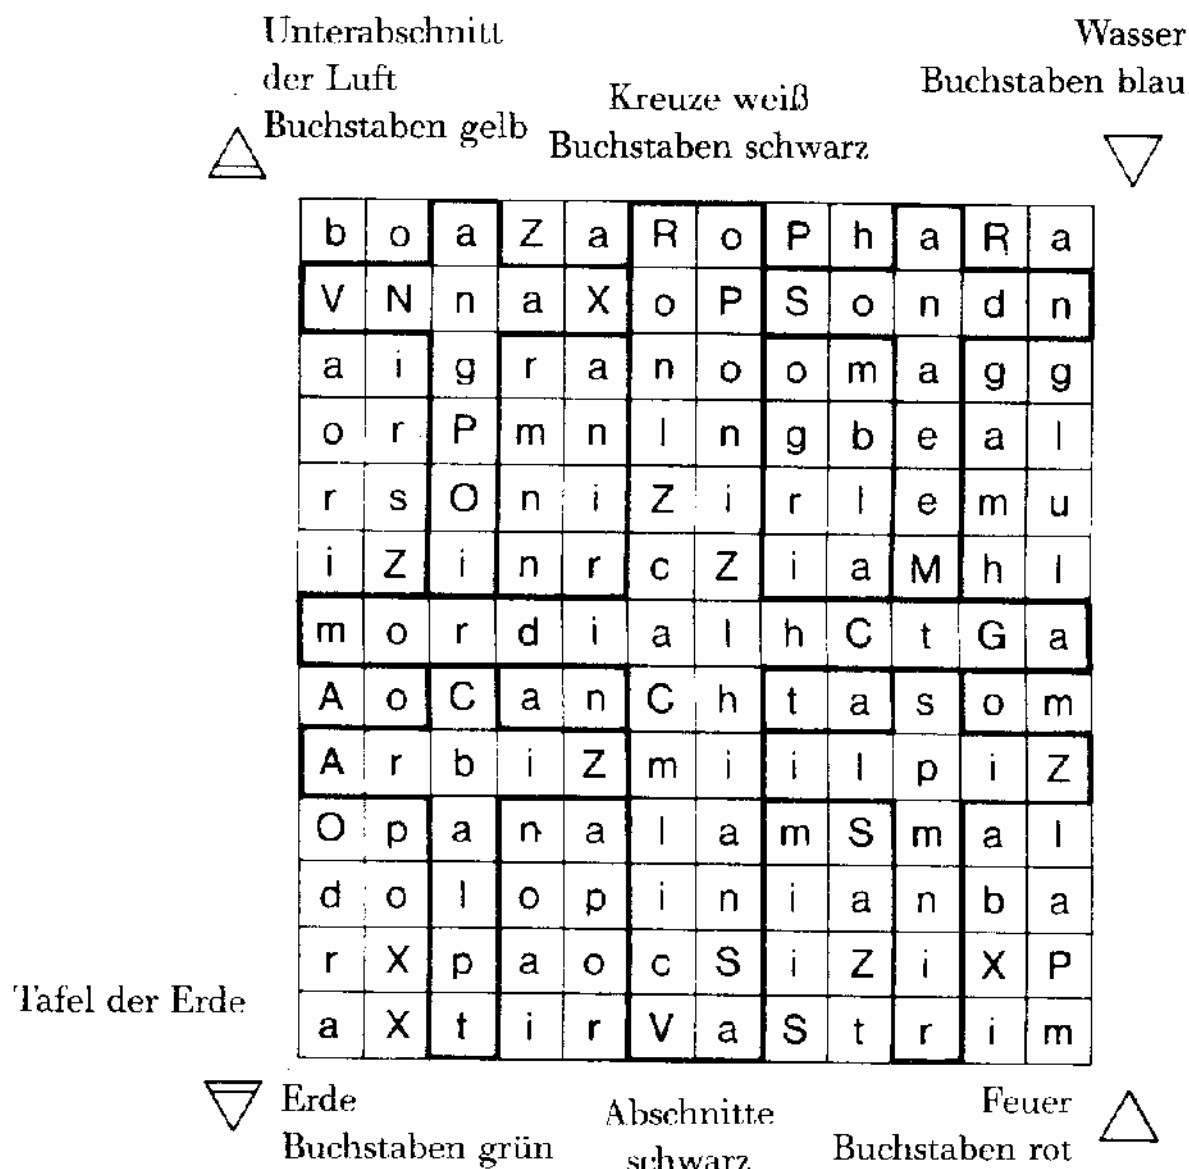 Unterabschnitt
der Luft
Buchstaben gelb
Kreuze weiß
Buchstaben schwarz
Wasser
Buchstaben blau
b o a Z a R o P h a R a
V N n a X o P S o n d n
a i g r a n o o m a g g
o r P m n I n g b e a l
r s O n i Z i r l e m u
i Z i n r c Z i a M h l
m o r d i a l h C t G a
A o C a n C h t a s o m
A r b i Z m i i l p i Z
O p a n a l a m S m a l
d o l o p i n i a n b a
r X p a o c S i Z i X P
a X t i r V a S t r i m
Tafel der Erde
Erde
Buchstaben grün
Abschnitte
schwarz
Feuer
Buchstaben rot